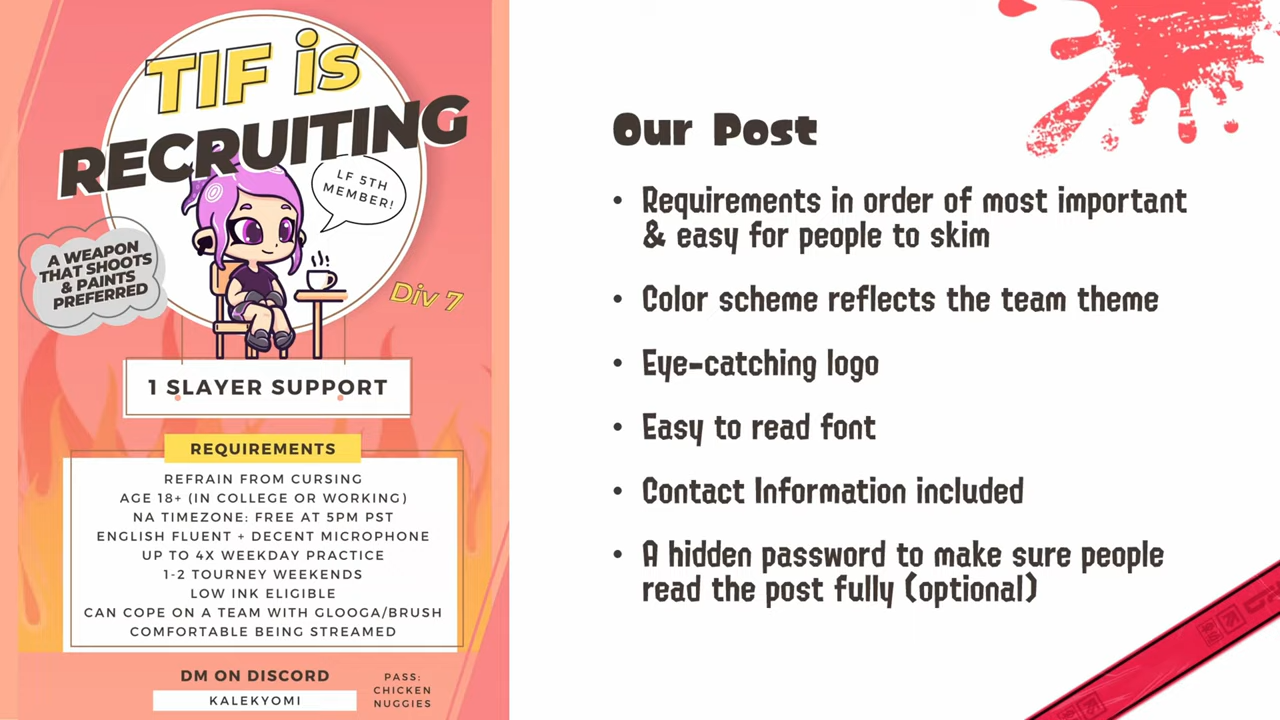 TIF is
RECRUITING
LF 5TH
MEMBER!
A WEAPON
THAT SHOOTS
& PAINTS
PREFERRED
Div 7
1 SLAYER SUPPORT
REQUIREMENTS
REFRAIN FROM CURSING
AGE 18+ (IN COLLEGE OR WORKING)
NA TIMEZONE: FREE AT 5PM PST
ENGLISH FLUENT + DECENT MICROPHONE
UP TO 4X WEEKDAY PRACTICE
1-2 TOURNEY WEEKENDS
LOW INK ELIGIBLE
CAN COPE ON A TEAM WITH GLOOGA/BRUSH
COMFORTABLE BEING STREAMED
DM ON DISCORD
KALEKYOMI
PASS:
CHICKEN
NUGGIES
Our Post
• Requirements in order of most important
& easy for people to skim
• Color scheme reflects the team theme
• Eye-catching logo
• Easy to read font
• Contact Information included
• A hidden password to make sure people
read the post fully (optional)